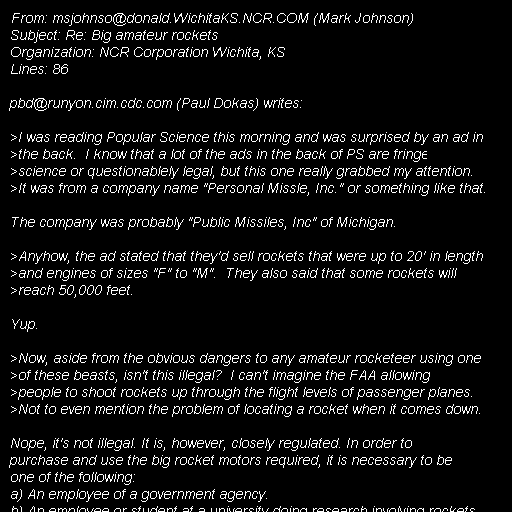 From: msjohnso@donald.WichitaKS.NCR.COM (Mark Johnson)
Subject: Re: Big amateur rockets
Organization: NCR Corporation Wichita, KS
Lines: 86

pbd@runyon.cim.cdc.com (Paul Dokas) writes:

>I was reading Popular Science this morning and was surprised by an ad in
>the back.  I know that a lot of the ads in the back of PS are fringe
>science or questionablely legal, but this one really grabbed my attention.
>It was from a company name "Personal Missle, Inc." or something like that.

The company was probably "Public Missiles, Inc" of Michigan.

>Anyhow, the ad stated that they'd sell rockets that were up to 20' in length
>and engines of sizes "F" to "M".  They also said that some rockets will
>reach 50,000 feet.

Yup.

>Now, aside from the obvious dangers to any amateur rocketeer using one
>of these beasts, isn't this illegal?  I can't imagine the FAA allowing
>people to shoot rockets up through the flight levels of passenger planes.
>Not to even mention the problem of locating a rocket when it comes down.

Nope, it's not illegal. It is, however, closely regulated. In order to
purchase and use the big rocket motors required, it is necessary to be
one of the following:
a) An employee of a government agency.
b) An employee or student at a university doing research involving rockets